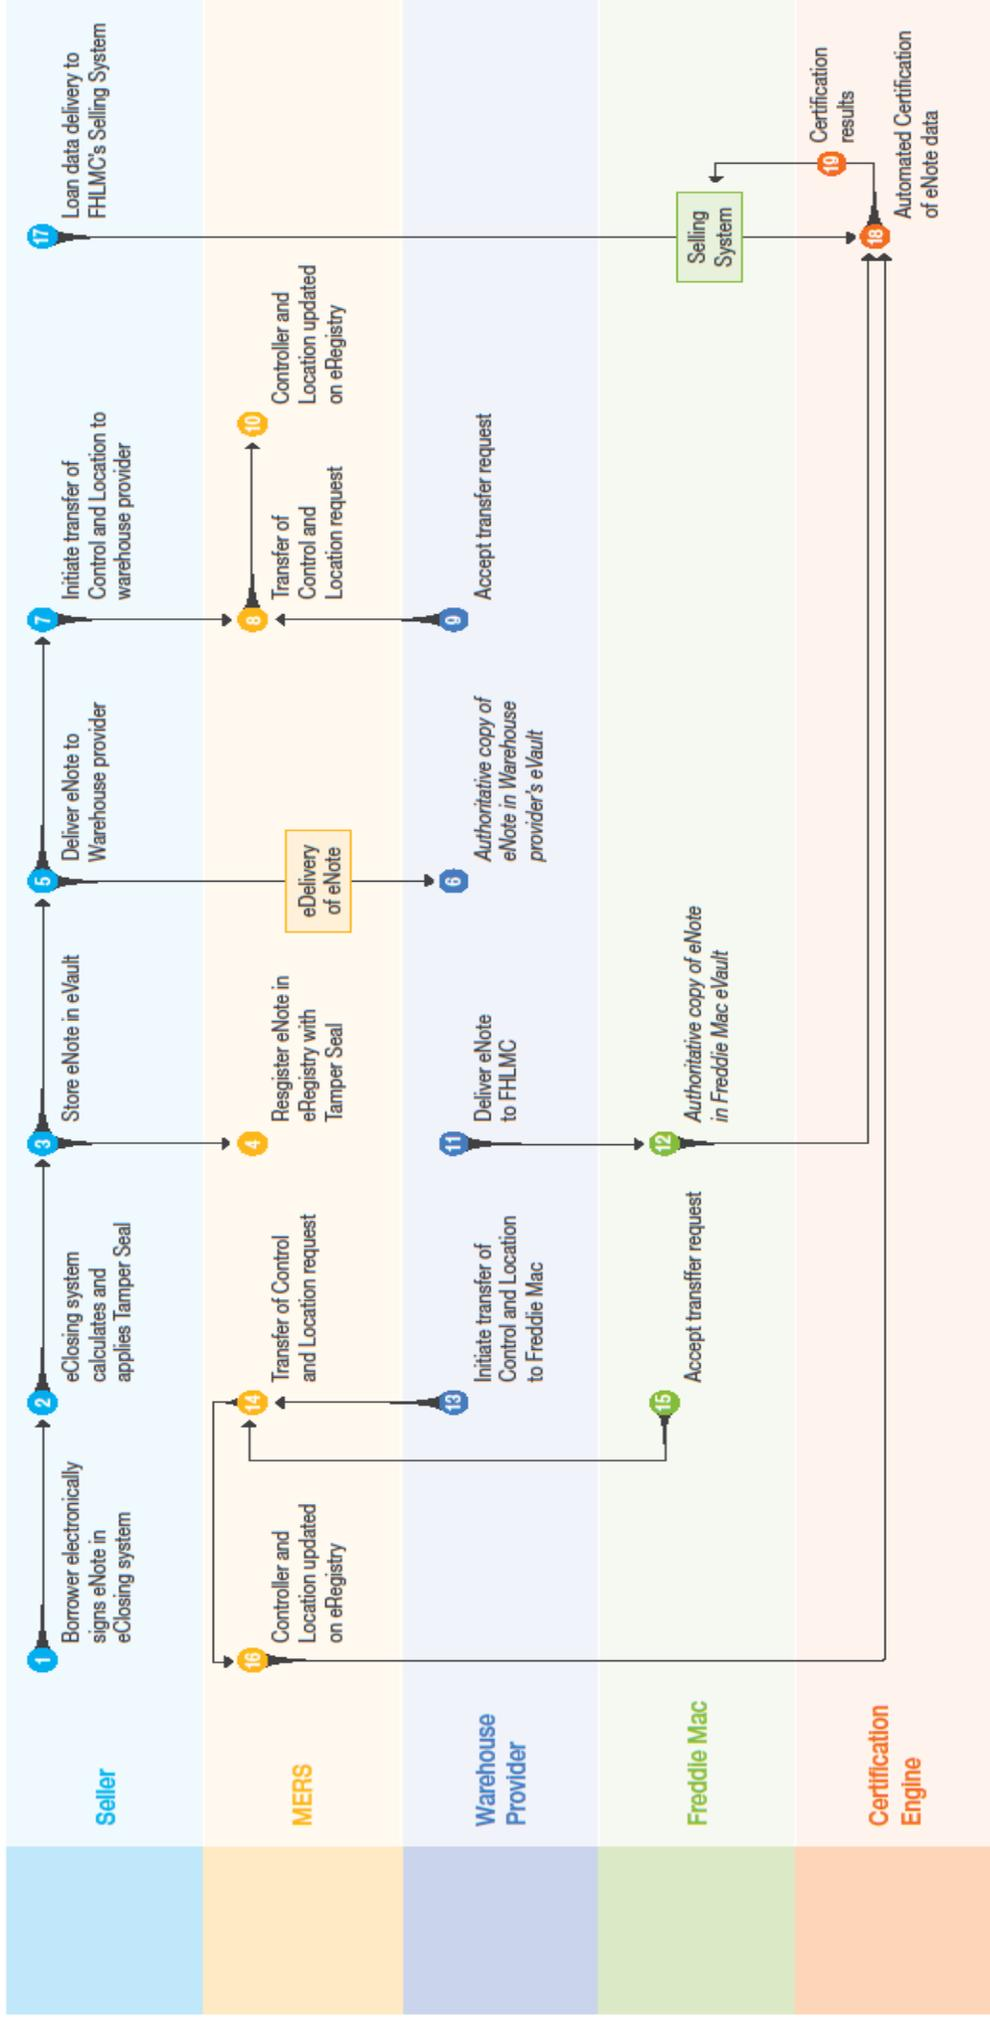 Seller
1
Borrower electronically
signs eNote in
eClosing system
2
eClosing system
calculates and
applies Tamper Seal
3
Store eNote in eVault
5
Deliver eNote to
Warehouse provider
7
Initiate transfer of
Control and Location to
warehouse provider
17
Loan data delivery to
FHLMC's Selling System
MERS
16
Controller and
Location updated
on eRegistry
14
Transfer of Control
and Location request
4
Resgister eNote in
eRegistry with
Tamper Seal
eDelivery
of eNote
8
Transfer of
Control and
Location request
10
Controller and
Location updated
on eRegistry
Warehouse
Provider
13
Initiate transfer of
Control and Location
to Freddie Mac
11
Deliver eNote
to FHLMC
6
Authoritative copy of
eNote in Warehouse
provider's eVault
9
Accept transfer request
Freddie Mac
15
Accept transffer request
12
Authoritative copy of eNote
in Freddie Mac eVault
Selling
System
Certification
Engine
18
Automated Certification
of eNote data
19
Certification
results